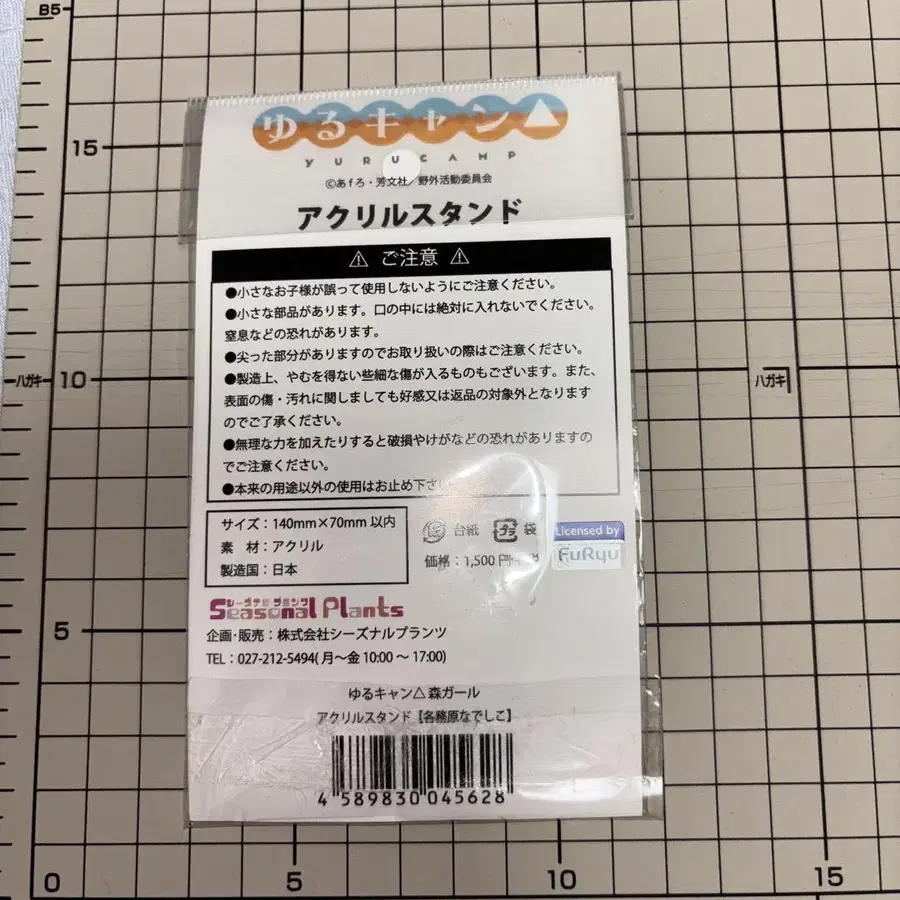 B5
15
ゆるキャン△
YURUCAMP
©あfろ・芳文社／野外活動委員会
アクリルスタンド
⚠ ご注意 ⚠
●小さなお子様が誤って使用しないようにご注意ください。
●小さな部品があります。口の中には絶対に入れないでください。
窒息などの恐れがあります。
●尖った部分がありますのでお取り扱いの際はご注意ください。
●製造上、やむを得ない些細な傷が入るものもございます。また、
表面の傷・汚れに関しましても好感又は返品の対象外となります
のでご了承ください。
●無理な力を加えたりすると破損やけがなどの恐れがありますの
でご注意ください。
●本来の用途以外の使用はお止め下さ
ハガキ
10
ハガキ
サイズ：140mm×70mm 以内
素　材：アクリル
製造国：日本
紙 台紙 プラ 袋
価格：1,500 円
Licensed by
FuRyu
シーズナル プランツ
Seasonal Plants
5
企画・販売：株式会社シーズナルプランツ
TEL：027-212-5494( 月～金 10:00 ～ 17:00)
ゆるキャン△ 森ガール
アクリルスタンド【各務原なでしこ】
4 589830 045628
0
5
10
15